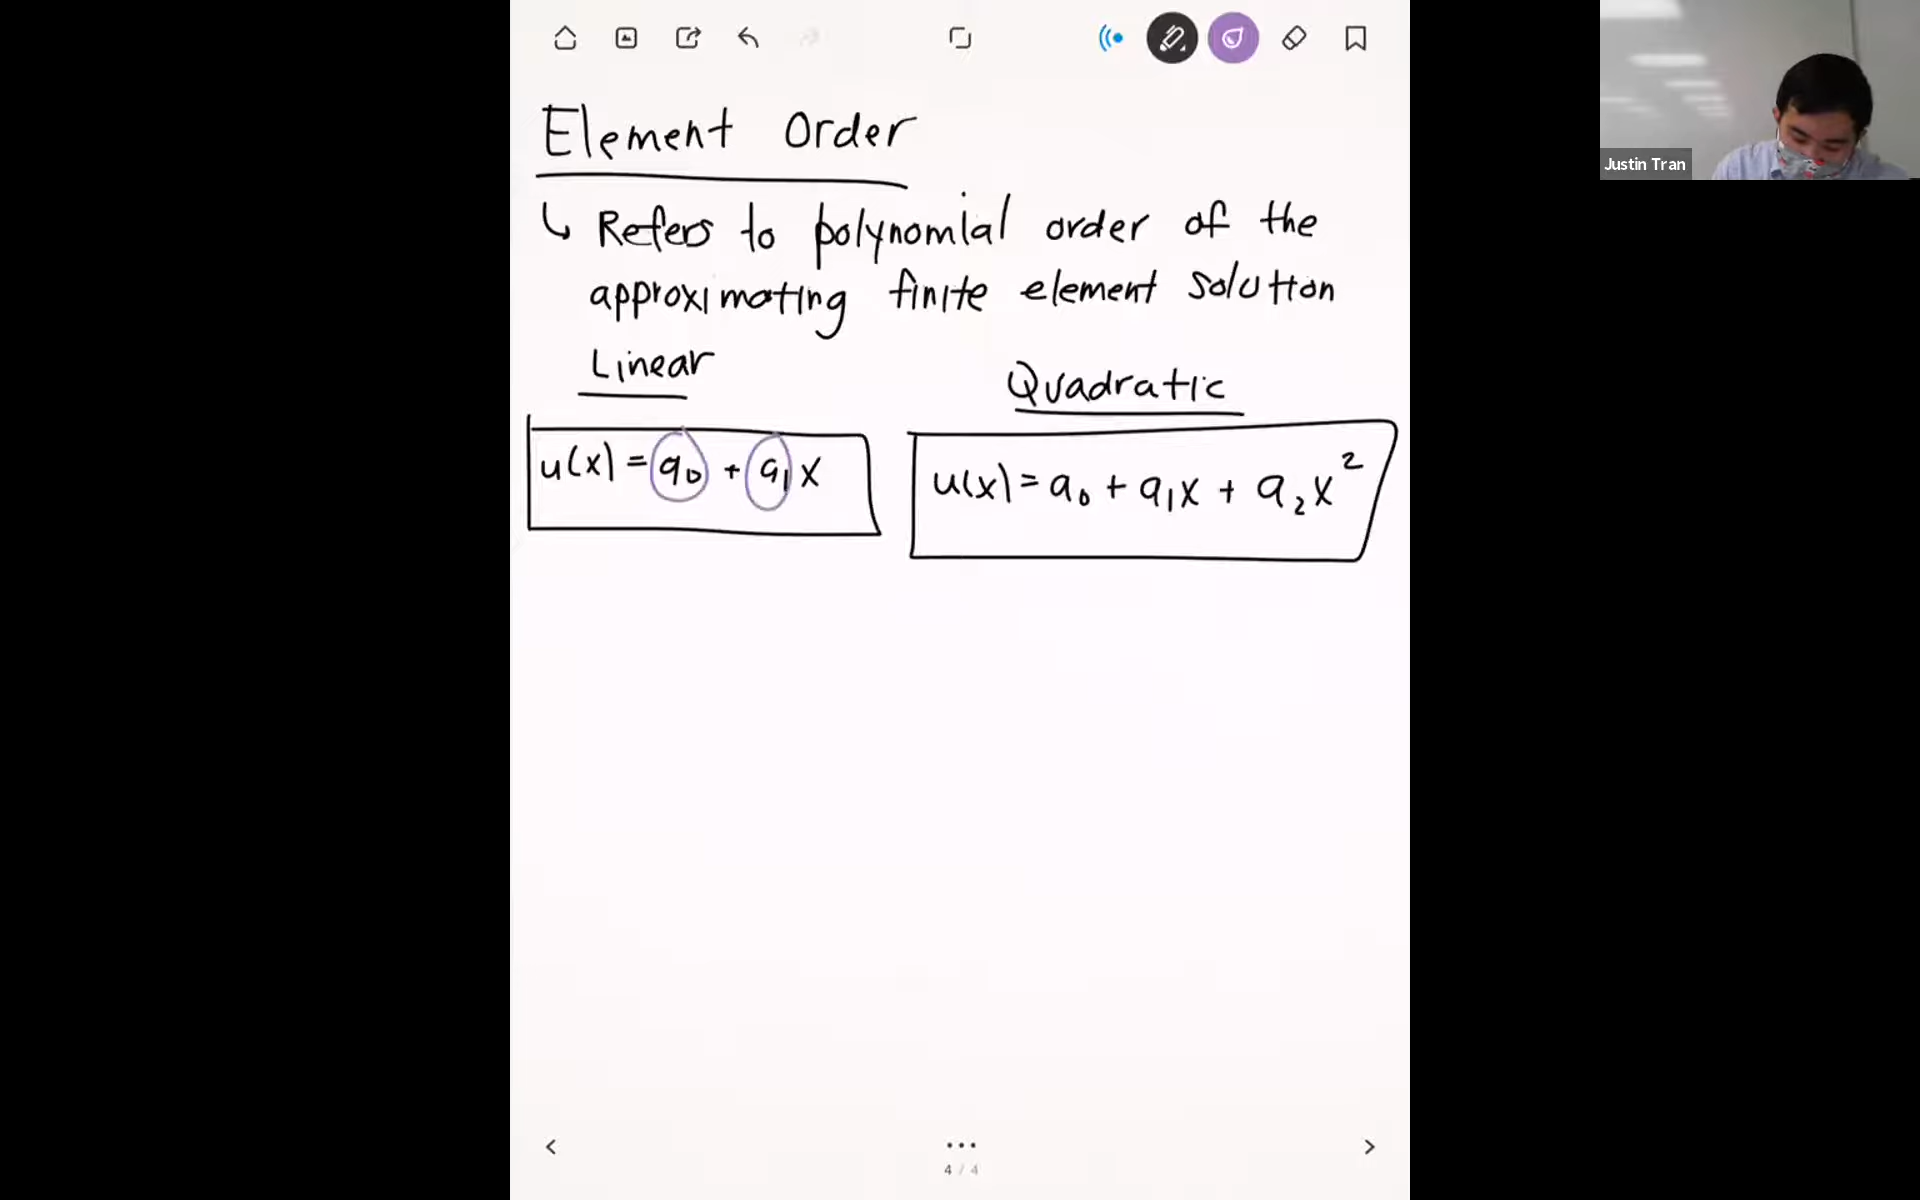 Element Order
↳ Refers to polynomial order of the
approximating finite element solution
Linear
Quadratic
u(x) = a₀ + a₁x
u(x) = a₀ + a₁x + a₂x²
Justin Tran
4 / 4